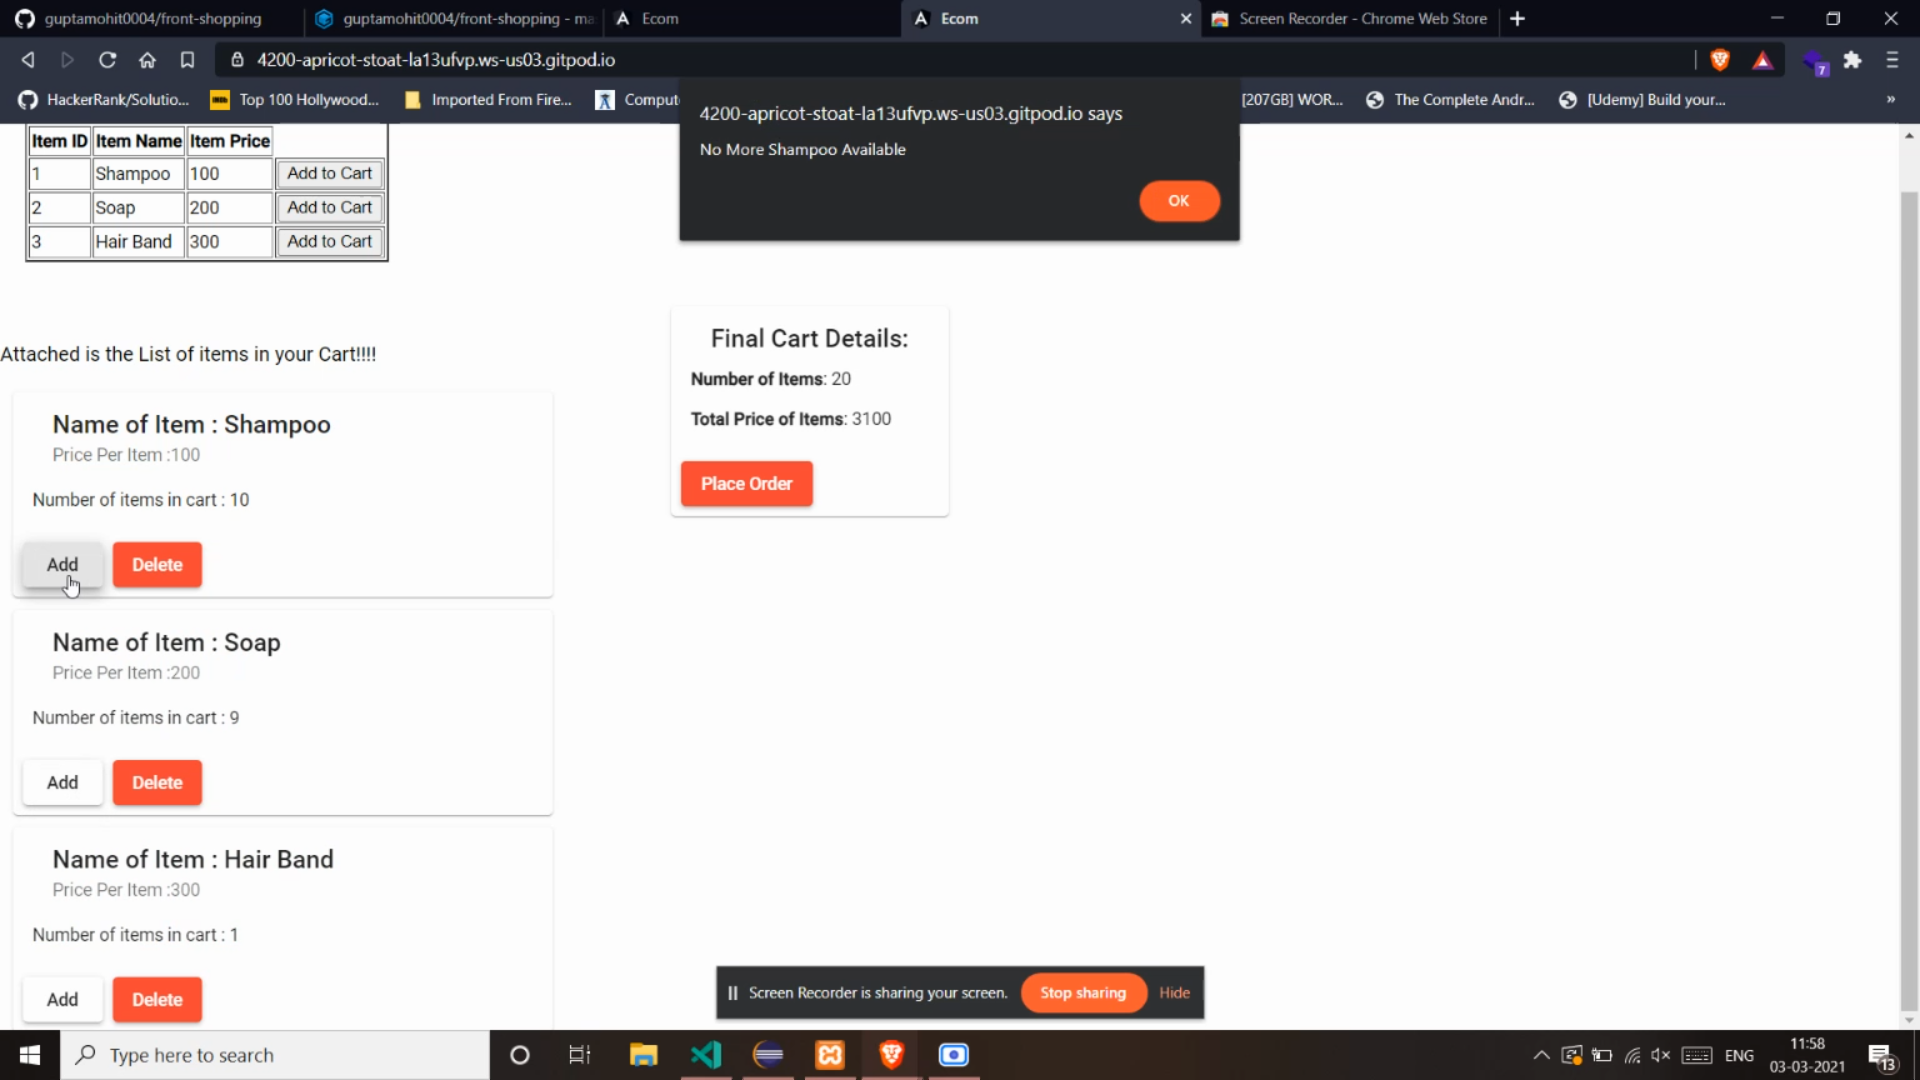 guptamohit0004/front-shopping
guptamohit0004/front-shopping - ma
Ecom
Ecom
Screen Recorder - Chrome Web Store
4200-apricot-stoat-la13ufvp.ws-us03.gitpod.io
7
HackerRank/Solutio...
Top 100 Hollywood...
Imported From Fire...
Comput
[207GB] WOR...
The Complete Andr...
[Udemy] Build your...
»
4200-apricot-stoat-la13ufvp.ws-us03.gitpod.io says
No More Shampoo Available
OK
Item ID Item Name Item Price
1 Shampoo 100 Add to Cart
2 Soap 200 Add to Cart
3 Hair Band 300 Add to Cart
Attached is the List of items in your Cart!!!!
Name of Item : Shampoo
Price Per Item :100
Number of items in cart : 10
Add Delete
Name of Item : Soap
Price Per Item :200
Number of items in cart : 9
Add Delete
Name of Item : Hair Band
Price Per Item :300
Number of items in cart : 1
Add Delete
Final Cart Details:
Number of Items: 20
Total Price of Items: 3100
Place Order
Screen Recorder is sharing your screen. Stop sharing Hide
Type here to search
ENG
11:58
03-03-2021
13